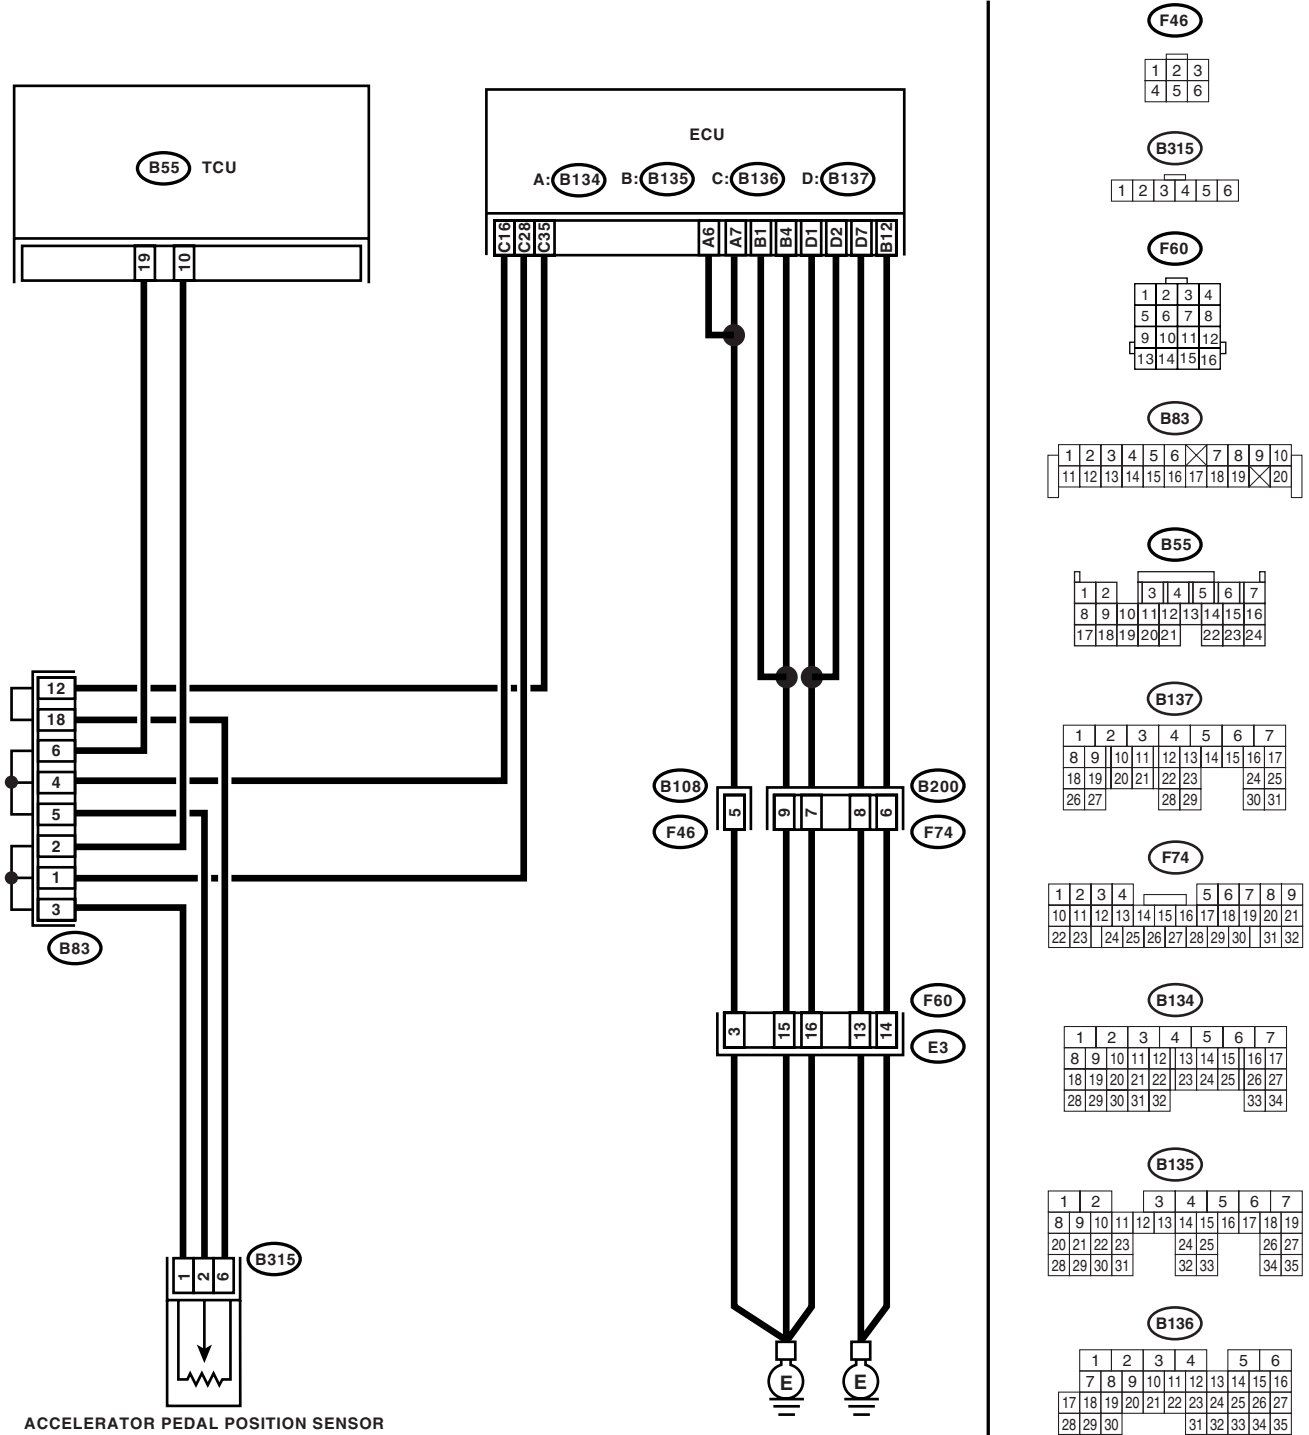 B55 TCU
19 10
ECU
A: B134 B: B135 C: B136 D: B137
C16 C28 C35 A6 A7 B1 B4 D1 D2 D7 B12
12
18
6
4
5
2
1
3
B83
B108 B200
5 9 7 8 6
F46 F74
F60
3 15 16 13 14
E3
B315
1 2 6
E E
ACCELERATOR PEDAL POSITION SENSOR
F46
1 2 3
4 5 6
B315
1 2 3 4 5 6
F60
1 2 3 4
5 6 7 8
9 10 11 12
13 14 15 16
B83
1 2 3 4 5 6 7 8 9 10
11 12 13 14 15 16 17 18 19 20
B55
1 2 3 4 5 6 7
8 9 10 11 12 13 14 15 16
17 18 19 20 21 22 23 24
B137
1 2 3 4 5 6 7
8 9 10 11 12 13 14 15 16 17
18 19 20 21 22 23 24 25
26 27 28 29 30 31
F74
1 2 3 4 5 6 7 8 9
10 11 12 13 14 15 16 17 18 19 20 21
22 23 24 25 26 27 28 29 30 31 32
B134
1 2 3 4 5 6 7
8 9 10 11 12 13 14 15 16 17
18 19 20 21 22 23 24 25 26 27
28 29 30 31 32 33 34
B135
1 2 3 4 5 6 7
8 9 10 11 12 13 14 15 16 17 18 19
20 21 22 23 24 25 26 27
28 29 30 31 32 33 34 35
B136
1 2 3 4 5 6
7 8 9 10 11 12 13 14 15 16
17 18 19 20 21 22 23 24 25 26 27
28 29 30 31 32 33 34 35